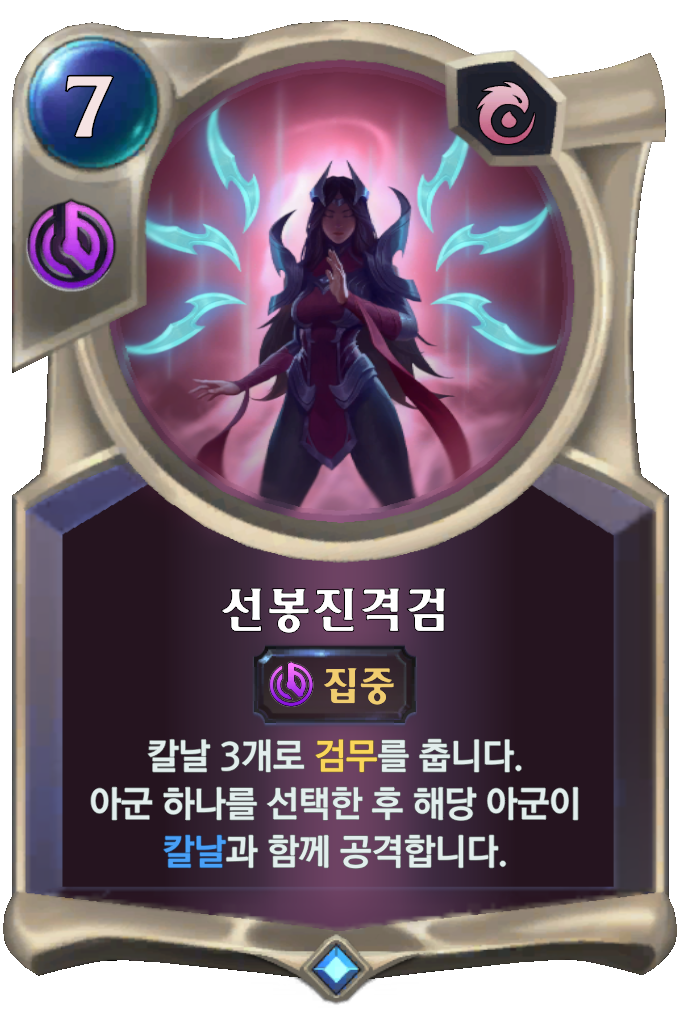 7
선봉진격검
집중
칼날 3개로 검무를 춥니다.
아군 하나를 선택한 후 해당 아군이
칼날과 함께 공격합니다.